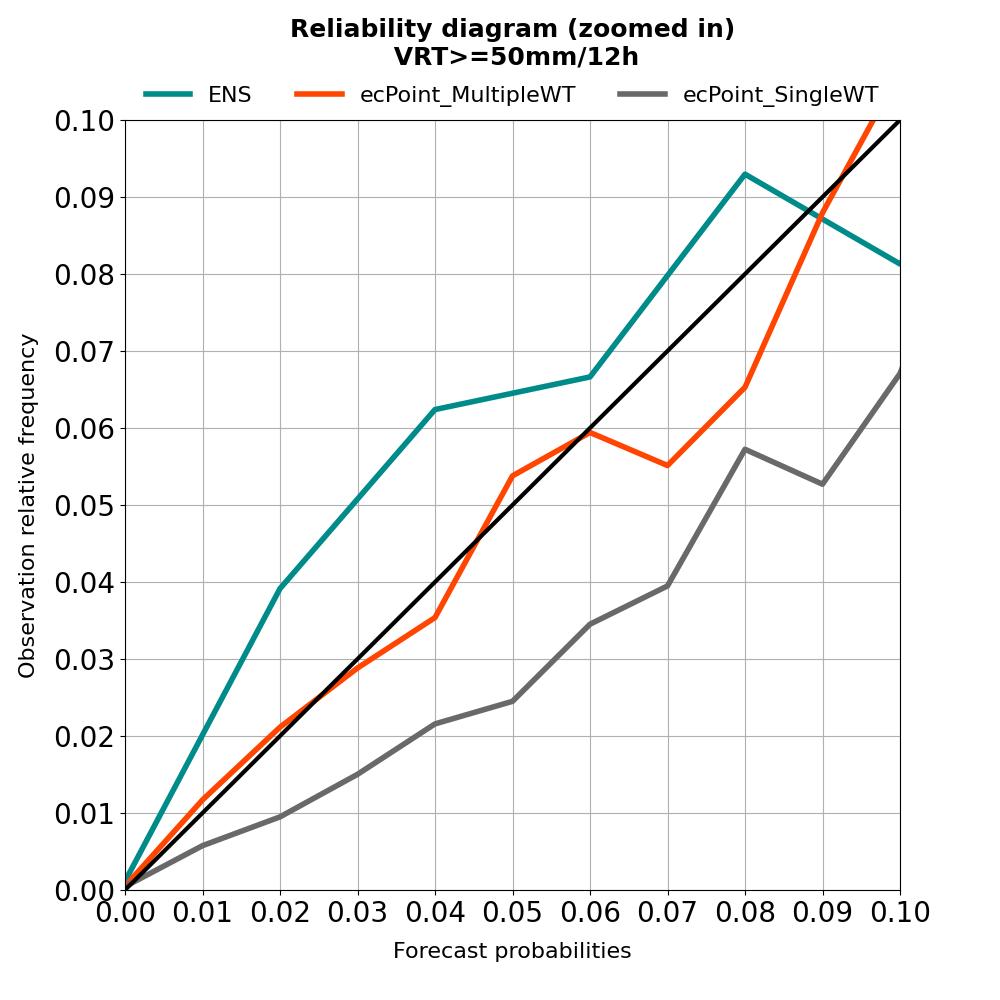 Reliability diagram (zoomed in)
VRT>=50mm/12h
ENS ecPoint_MultipleWT ecPoint_SingleWT
0.10
0.09
0.08
0.07
0.06
0.05
0.04
0.03
0.02
0.01
0.00
Observation relative frequency
0.00 0.01 0.02 0.03 0.04 0.05 0.06 0.07 0.08 0.09 0.10
Forecast probabilities